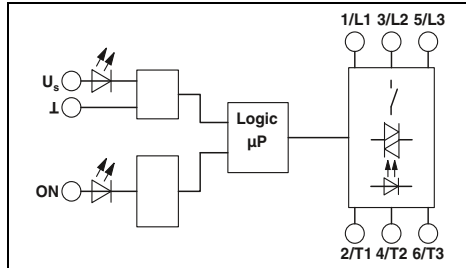 1/L1 3/L2 5/L3
Us
⊥
Logic
µP
ON
2/T1 4/T2 6/T3